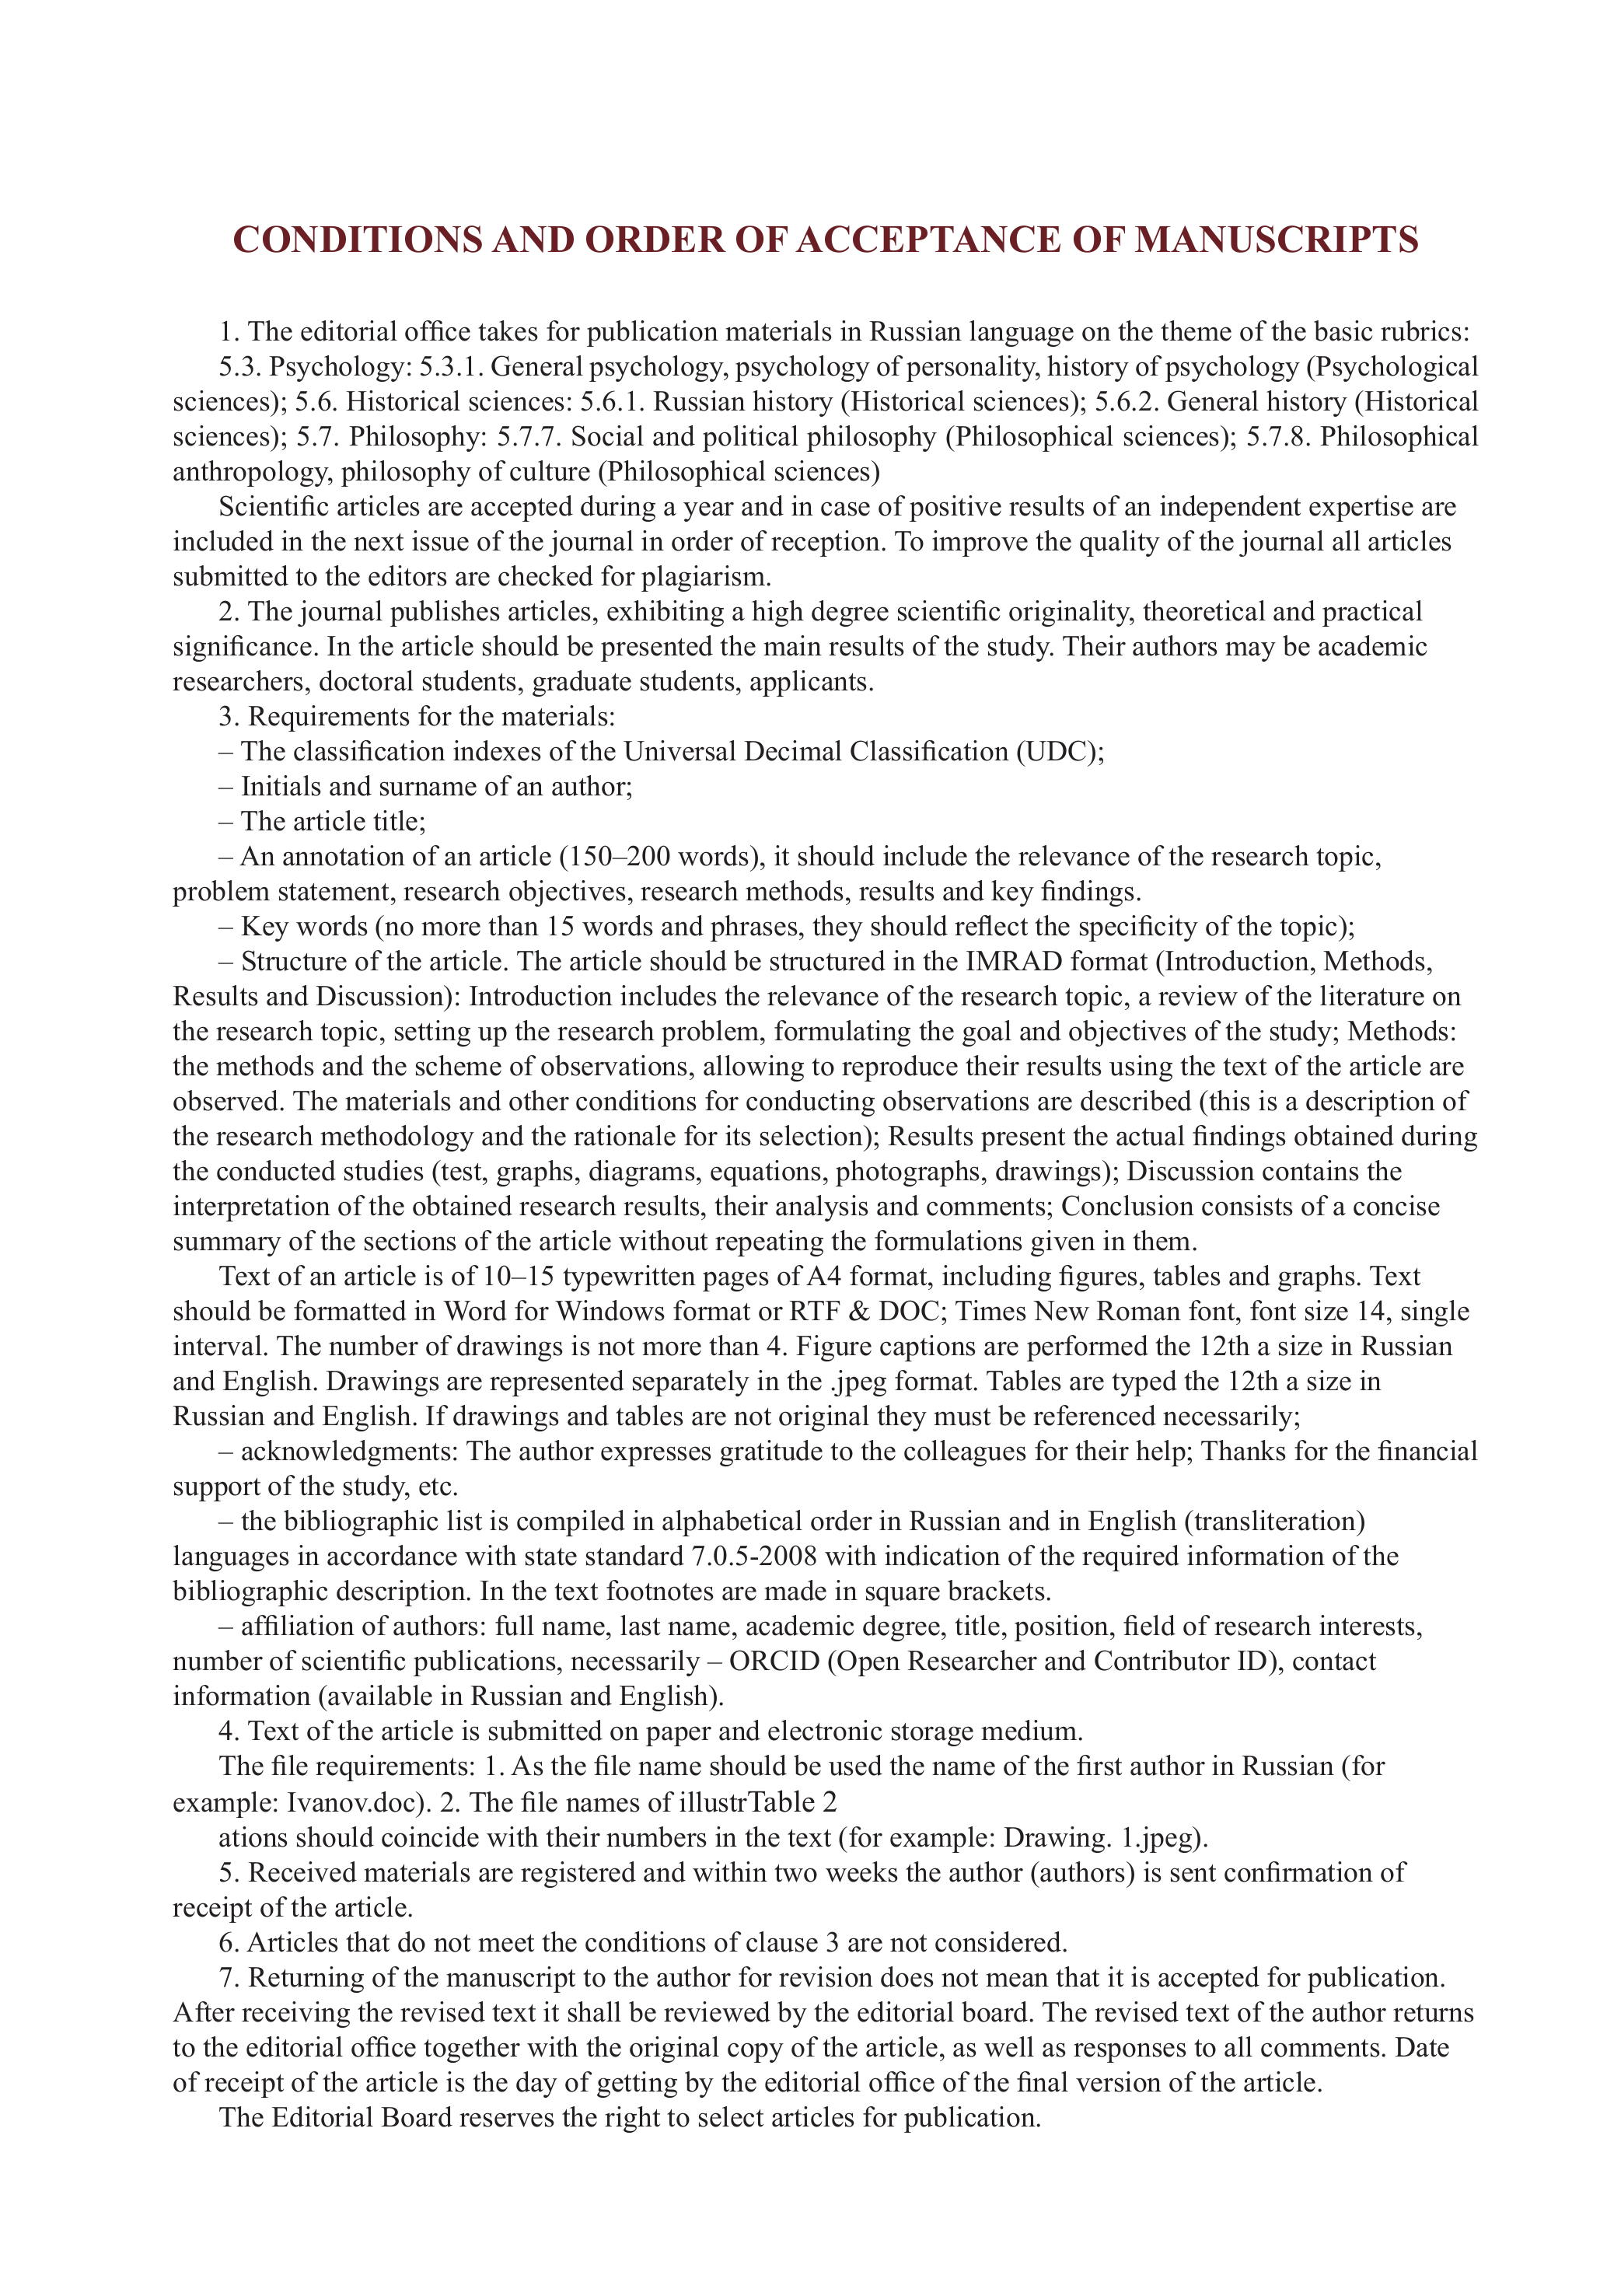 CONDITIONS AND ORDER OF ACCEPTANCE OF MANUSCRIPTS
1. The editorial office takes for publication materials in Russian language on the theme of the basic rubrics:
5.3. Psychology: 5.3.1. General psychology, psychology of personality, history of psychology (Psychological
sciences); 5.6. Historical sciences: 5.6.1. Russian history (Historical sciences); 5.6.2. General history (Historical
sciences); 5.7. Philosophy: 5.7.7. Social and political philosophy (Philosophical sciences); 5.7.8. Philosophical
anthropology, philosophy of culture (Philosophical sciences)
Scientific articles are accepted during a year and in case of positive results of an independent expertise are
included in the next issue of the journal in order of reception. To improve the quality of the journal all articles
submitted to the editors are checked for plagiarism.
2. The journal publishes articles, exhibiting a high degree scientific originality, theoretical and practical
significance. In the article should be presented the main results of the study. Their authors may be academic
researchers, doctoral students, graduate students, applicants.
3. Requirements for the materials:
– The classification indexes of the Universal Decimal Classification (UDC);
– Initials and surname of an author;
– The article title;
– An annotation of an article (150–200 words), it should include the relevance of the research topic,
problem statement, research objectives, research methods, results and key findings.
– Key words (no more than 15 words and phrases, they should reflect the specificity of the topic);
– Structure of the article. The article should be structured in the IMRAD format (Introduction, Methods,
Results and Discussion): Introduction includes the relevance of the research topic, a review of the literature on
the research topic, setting up the research problem, formulating the goal and objectives of the study; Methods:
the methods and the scheme of observations, allowing to reproduce their results using the text of the article are
observed. The materials and other conditions for conducting observations are described (this is a description of
the research methodology and the rationale for its selection); Results present the actual findings obtained during
the conducted studies (test, graphs, diagrams, equations, photographs, drawings); Discussion contains the
interpretation of the obtained research results, their analysis and comments; Conclusion consists of a concise
summary of the sections of the article without repeating the formulations given in them.
Text of an article is of 10–15 typewritten pages of A4 format, including figures, tables and graphs. Text
should be formatted in Word for Windows format or RTF & DOC; Times New Roman font, font size 14, single
interval. The number of drawings is not more than 4. Figure captions are performed the 12th a size in Russian
and English. Drawings are represented separately in the .jpeg format. Tables are typed the 12th a size in
Russian and English. If drawings and tables are not original they must be referenced necessarily;
– acknowledgments: The author expresses gratitude to the colleagues for their help; Thanks for the financial
support of the study, etc.
– the bibliographic list is compiled in alphabetical order in Russian and in English (transliteration)
languages in accordance with state standard 7.0.5-2008 with indication of the required information of the
bibliographic description. In the text footnotes are made in square brackets.
– affiliation of authors: full name, last name, academic degree, title, position, field of research interests,
number of scientific publications, necessarily – ORCID (Open Researcher and Contributor ID), contact
information (available in Russian and English).
4. Text of the article is submitted on paper and electronic storage medium.
The file requirements: 1. As the file name should be used the name of the first author in Russian (for
example: Ivanov.doc). 2. The file names of illustrTable 2
ations should coincide with their numbers in the text (for example: Drawing. 1.jpeg).
5. Received materials are registered and within two weeks the author (authors) is sent confirmation of
receipt of the article.
6. Articles that do not meet the conditions of clause 3 are not considered.
7. Returning of the manuscript to the author for revision does not mean that it is accepted for publication.
After receiving the revised text it shall be reviewed by the editorial board. The revised text of the author returns
to the editorial office together with the original copy of the article, as well as responses to all comments. Date
of receipt of the article is the day of getting by the editorial office of the final version of the article.
The Editorial Board reserves the right to select articles for publication.